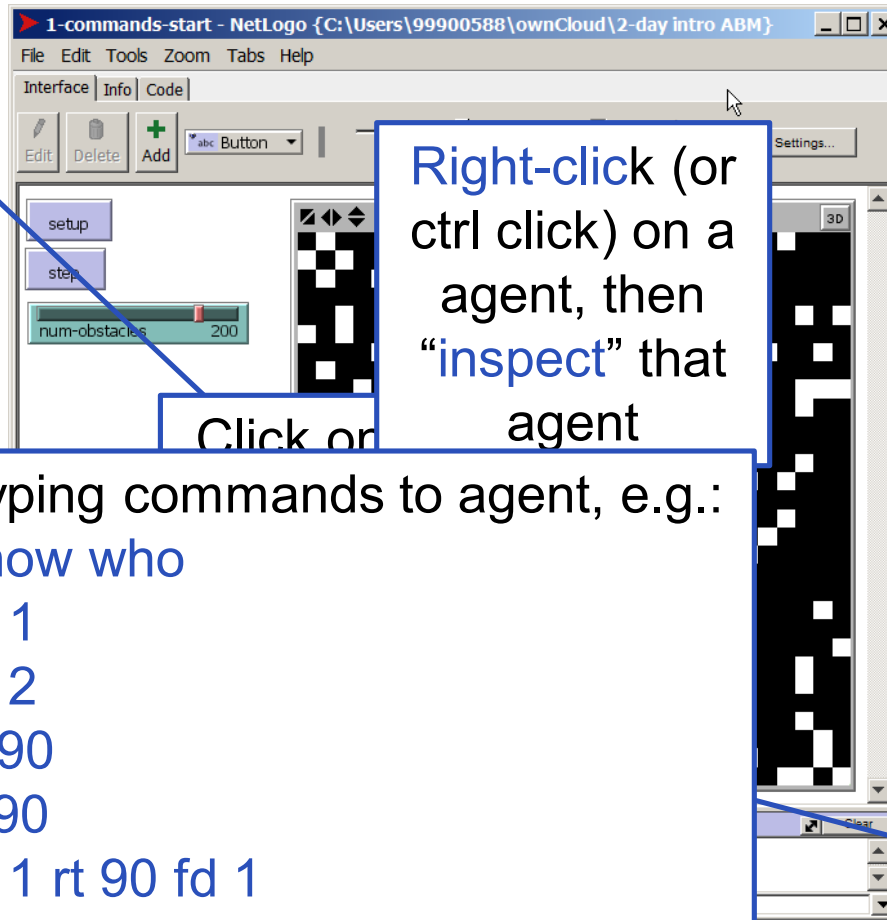 1-commands-start - NetLogo {C:\Users\99900588\ownCloud\2-day intro ABM}
File Edit Tools Zoom Tabs Help
Interface Info Code
Edit Delete Add abc Button Settings...
setup
step
num-obstacles 200
3D
Right-click (or
ctrl click) on a
agent, then
“inspect” that
agent
Click on
ping commands to agent, e.g.:
ow who
1
2
90
90
1 rt 90 fd 1
Clear